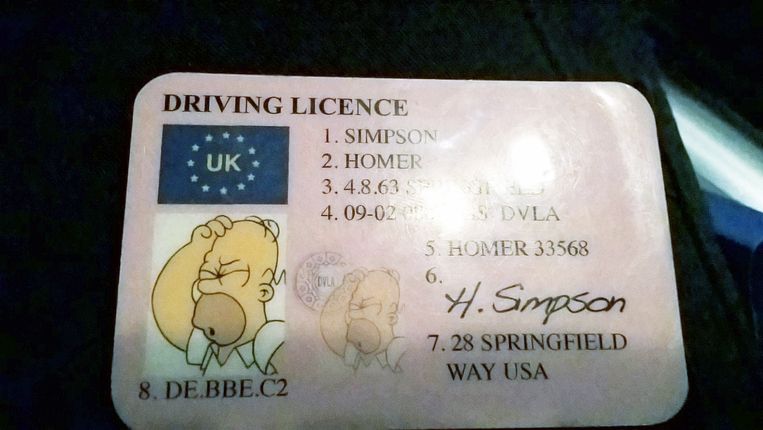 DRIVING LICENCE
UK
1. SIMPSON
2. HOMER
3. 4.8.63
4. 09-02 DVLA
5. HOMER 33568
6.
H. Simpson
DVLA
7. 28 SPRINGFIELD
WAY USA
8. DE.BBE.C2